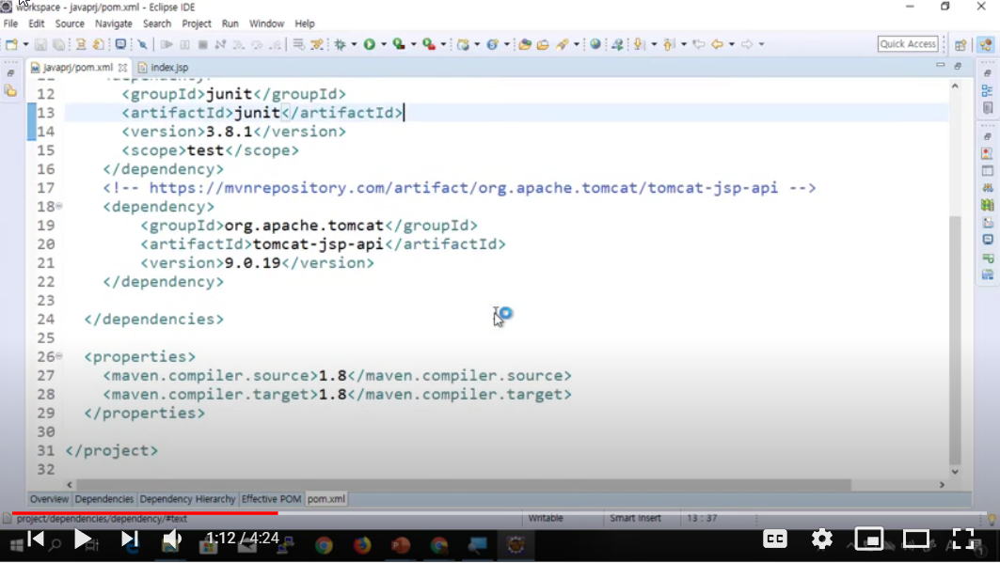 workspace - javaprj/pom.xml - Eclipse IDE
File Edit Source Navigate Search Project Run Window Help
Quick Access
javaprj/pom.xml index.jsp
12 <groupId>junit</groupId>
13 <artifactId>junit</artifactId>
14 <version>3.8.1</version>
15 <scope>test</scope>
16 </dependency>
17 <!-- https://mvnrepository.com/artifact/org.apache.tomcat/tomcat-jsp-api -->
18 <dependency>
19 <groupId>org.apache.tomcat</groupId>
20 <artifactId>tomcat-jsp-api</artifactId>
21 <version>9.0.19</version>
22 </dependency>
23
24 </dependencies>
25
26 <properties>
27 <maven.compiler.source>1.8</maven.compiler.source>
28 <maven.compiler.target>1.8</maven.compiler.target>
29 </properties>
30
31 </project>
32
Overview Dependencies Dependency Hierarchy Effective POM pom.xml
project/dependencies/dependency/#text Writable Smart Insert 13 : 37
1:12 / 4:24 CC